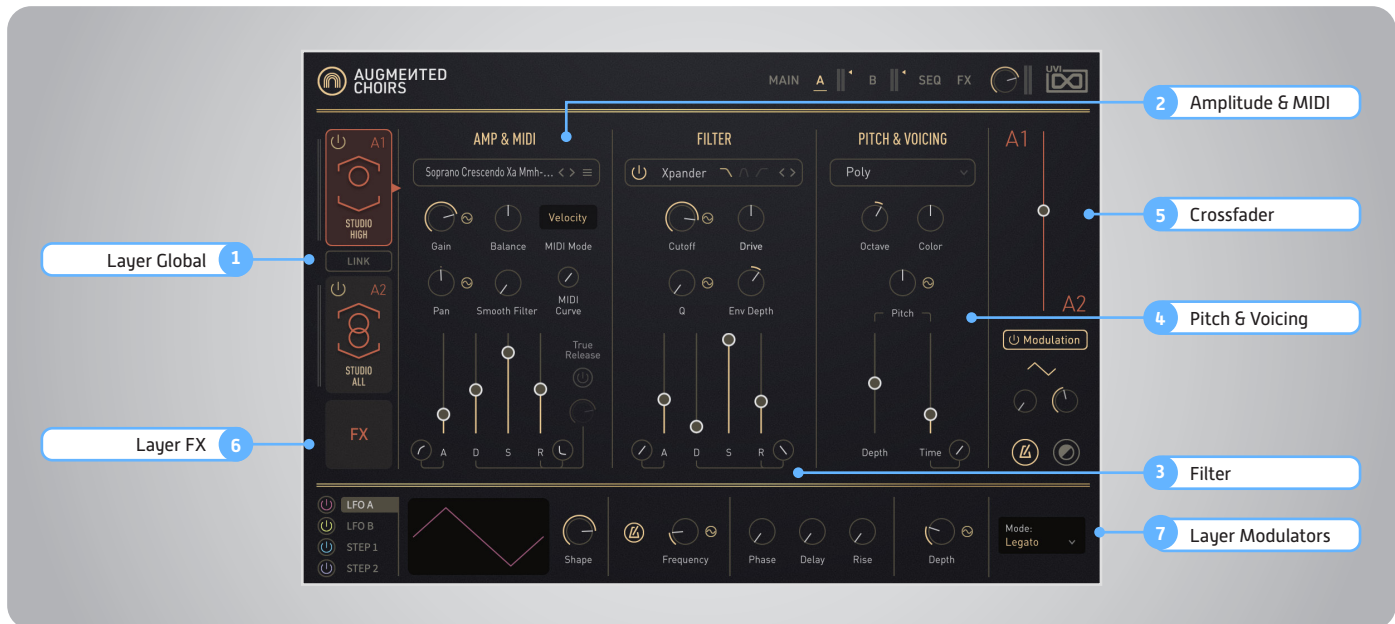 AUGMEИTED
CHOIRS
MAIN A B SEQ FX
UVI
2 Amplitude & MIDI
A1
STUDIO
HIGH
LINK
A2
STUDIO
ALL
FX
Layer Global 1
Layer FX 6
AMP & MIDI
Soprano Crescendo Xa Mmh-... < >
Gain Balance Velocity
MIDI Mode
Pan Smooth Filter MIDI
Curve
True
Release
A D S R
FILTER
Xpander < >
Cutoff Drive
Q Env Depth
A D S R
PITCH & VOICING
Poly
Octave Color
Pitch
Depth Time
A1
A2
Modulation
5 Crossfader
4 Pitch & Voicing
3 Filter
LFO A
LFO B
STEP 1
STEP 2
Shape Frequency Phase Delay Rise Depth
Mode:
Legato
7 Layer Modulators